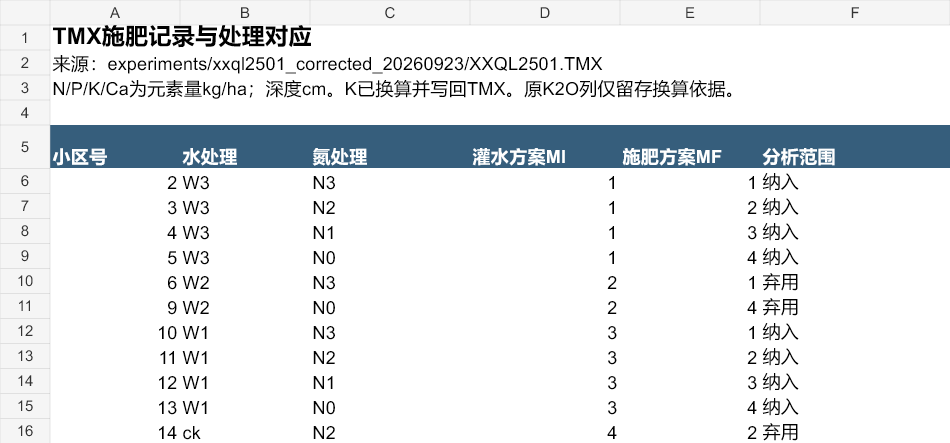 A B C D E F
1 TMX施肥记录与处理对应
2 来源：experiments/xxql2501_corrected_20260923/XXQL2501.TMX
3 N/P/K/Ca为元素量kg/ha；深度cm。K已换算并写回TMX。原K2O列仅留存换算依据。
4
5 小区号 水处理 氮处理 灌水方案MI 施肥方案MF 分析范围
6 2 W3 N3 1 1 纳入
7 3 W3 N2 1 2 纳入
8 4 W3 N1 1 3 纳入
9 5 W3 N0 1 4 纳入
10 6 W2 N3 2 1 弃用
11 9 W2 N0 2 4 弃用
12 10 W1 N3 3 1 纳入
13 11 W1 N2 3 2 纳入
14 12 W1 N1 3 3 纳入
15 13 W1 N0 3 4 纳入
16 14 ck N2 4 2 弃用